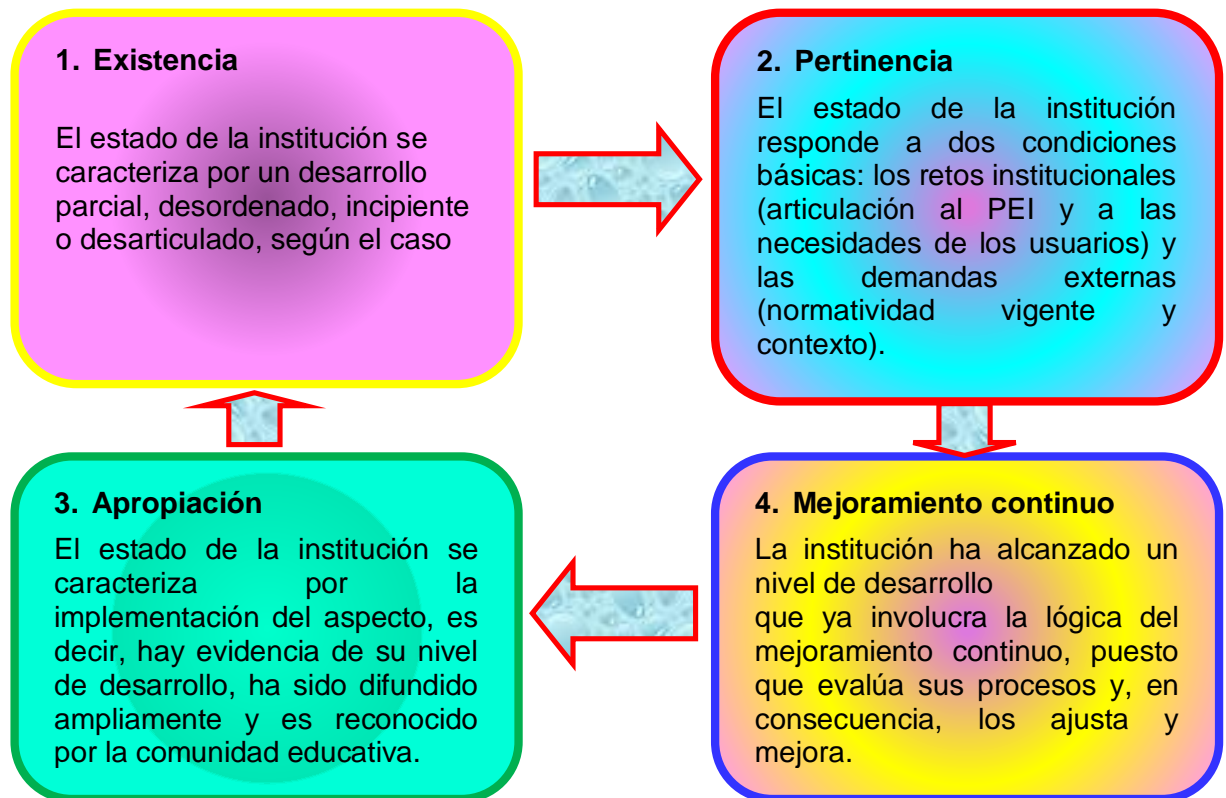 1. Existencia
El estado de la institución se
caracteriza por un desarrollo
parcial, desordenado, incipiente
o desarticulado, según el caso
2. Pertinencia
El estado de la institución
responde a dos condiciones
básicas: los retos institucionales
(articulación al PEI y a las
necesidades de los usuarios) y
las demandas externas
(normatividad vigente y
contexto).
3. Apropiación
El estado de la institución se
caracteriza por la
implementación del aspecto, es
decir, hay evidencia de su nivel
de desarrollo, ha sido difundido
ampliamente y es reconocido
por la comunidad educativa.
4. Mejoramiento continuo
La institución ha alcanzado un
nivel de desarrollo
que ya involucra la lógica del
mejoramiento continuo, puesto
que evalúa sus procesos y, en
consecuencia, los ajusta y
mejora.